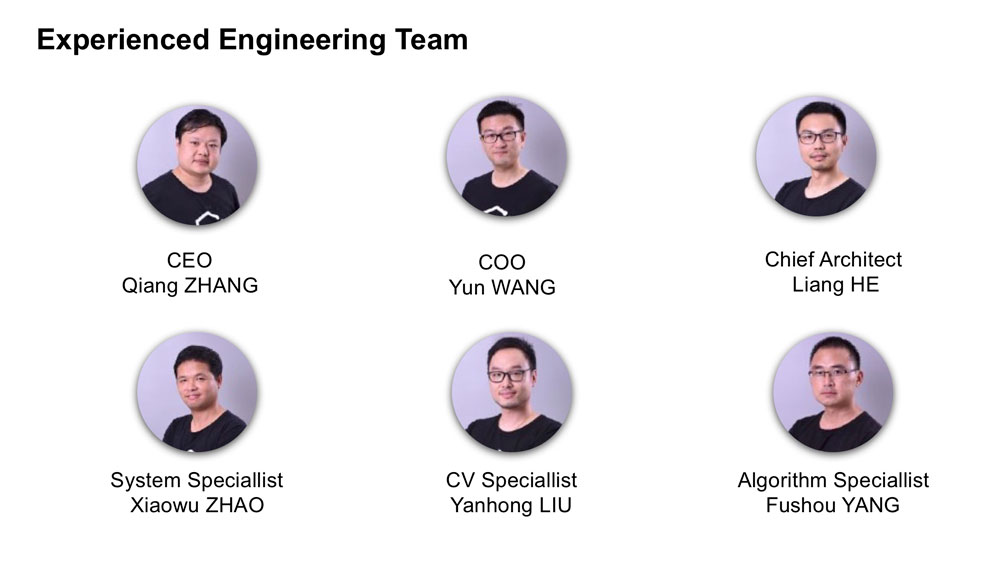 Experienced Engineering Team
CEO
Qiang ZHANG
COO
Yun WANG
Chief Architect
Liang HE
System Speciallist
Xiaowu ZHAO
CV Speciallist
Yanhong LIU
Algorithm Speciallist
Fushou YANG